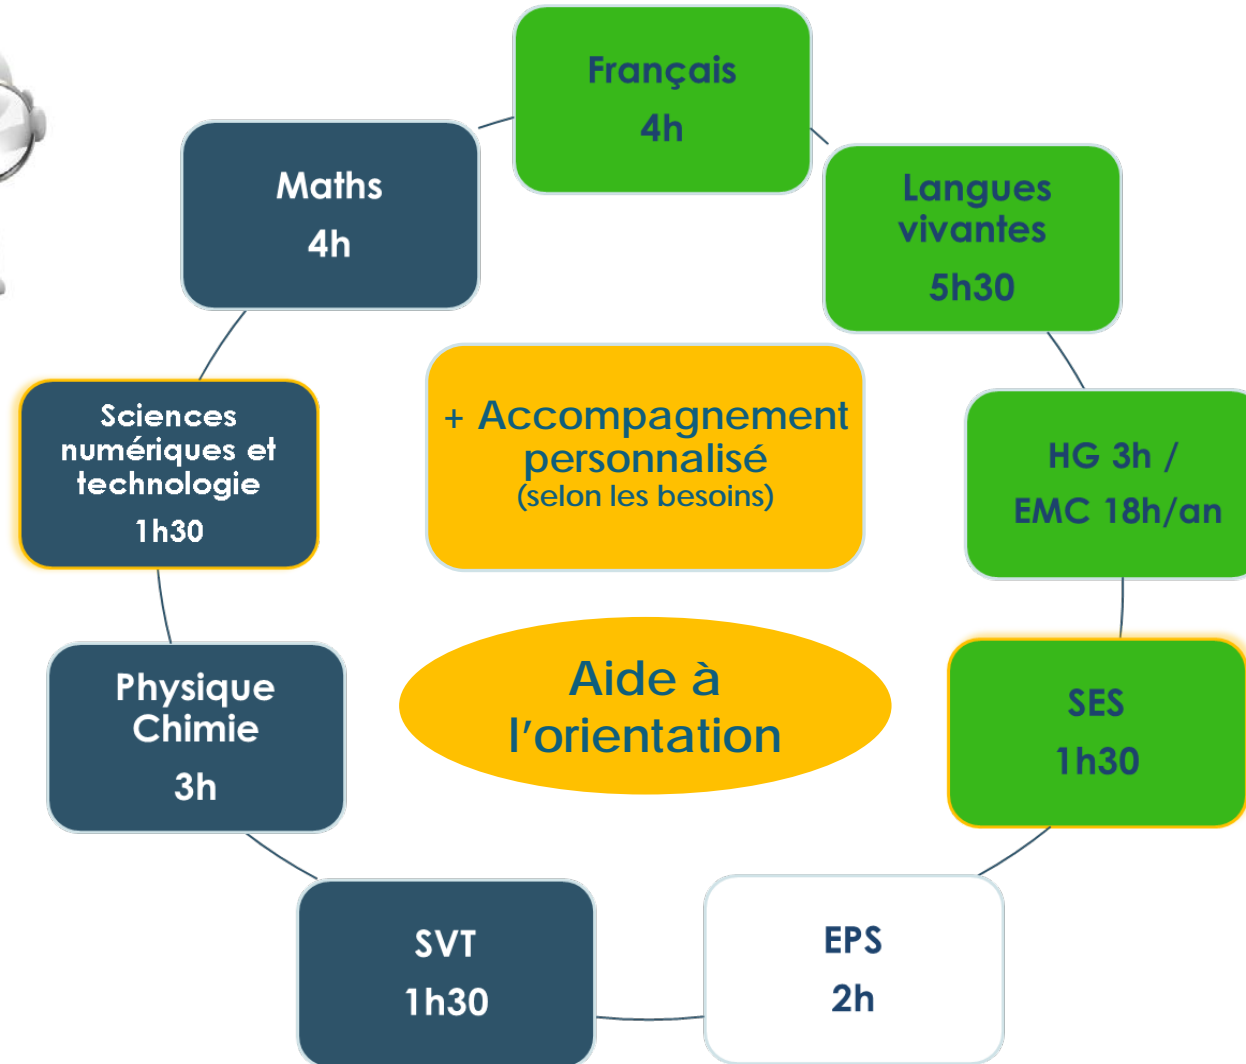 Français
4h
Maths
4h
Langues
vivantes
5h30
+ Accompagnement
personnalisé
(selon les besoins)
Sciences
numériques et
technologie
1h30
HG 3h /
EMC 18h/an
Aide à
l’orientation
Physique
Chimie
3h
SES
1h30
SVT
1h30
EPS
2h